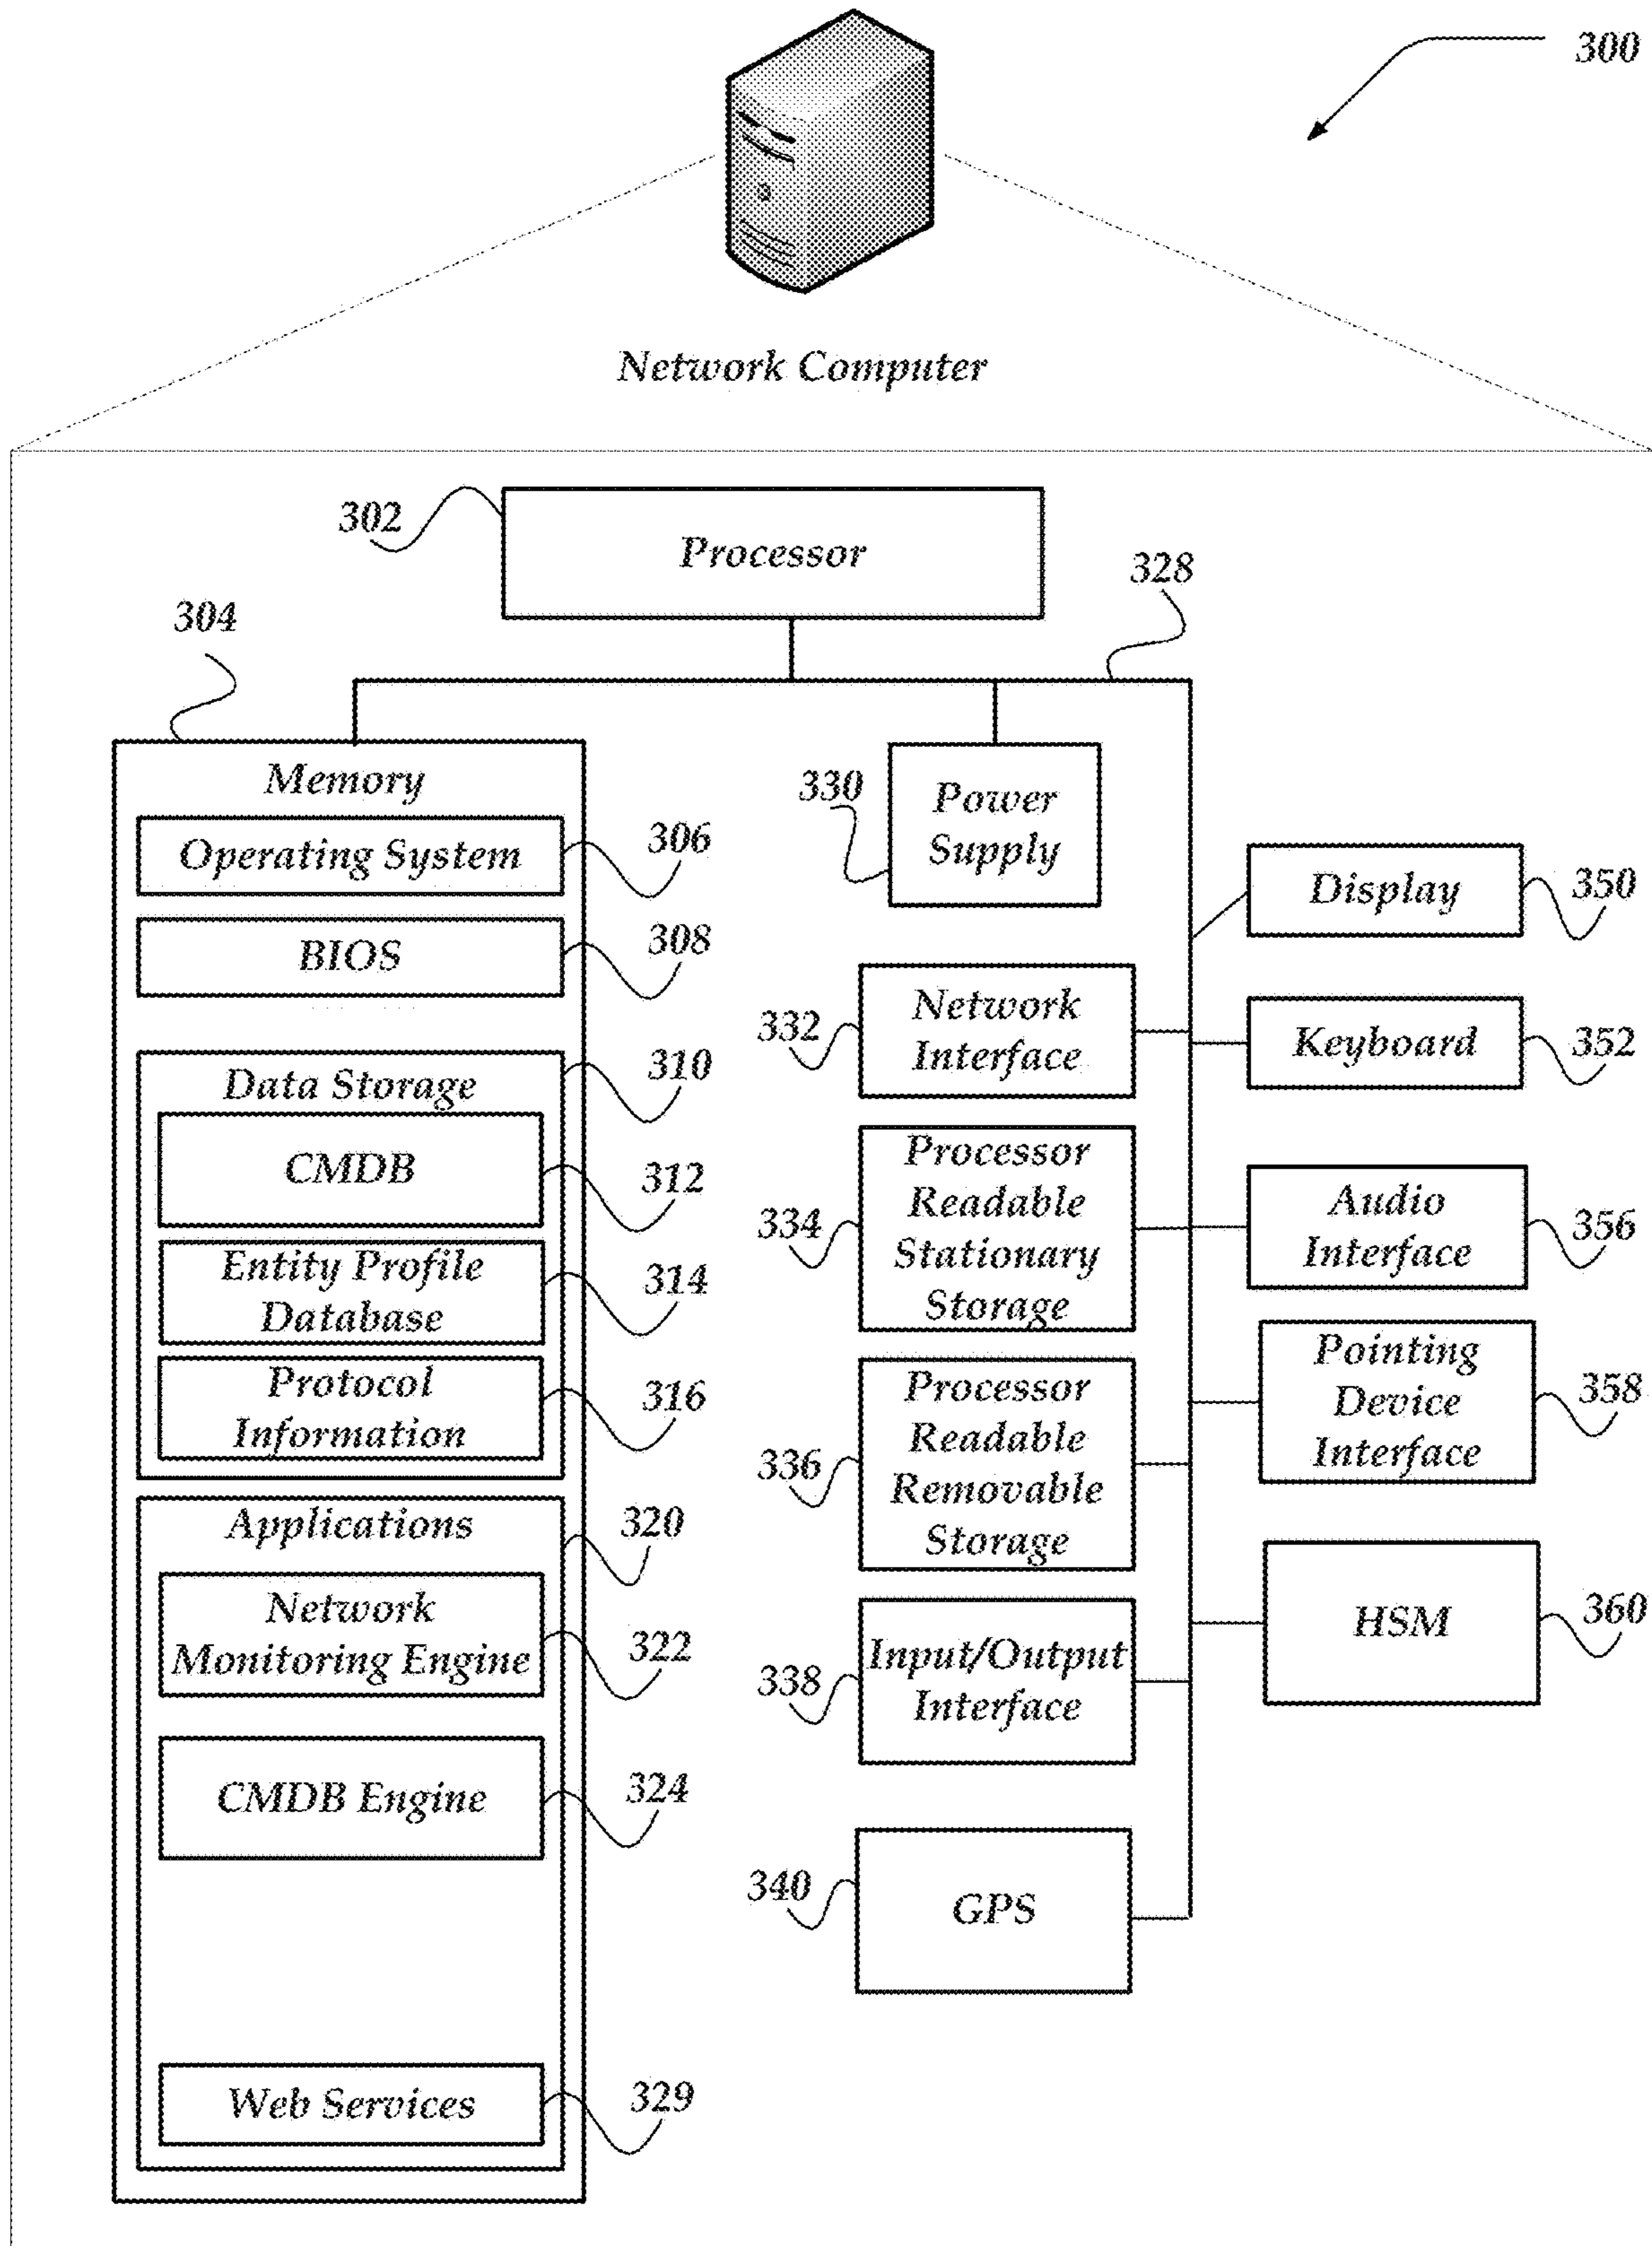 300
Network Computer
302
Processor
328
304
Memory
Operating System
306
BIOS
308
Data Storage
310
CMDB
312
Entity Profile
Database
314
Protocol
Information
316
Applications
320
Network
Monitoring Engine
322
CMDB Engine
324
Web Services
329
330
Power
Supply
332
Network
Interface
334
Processor
Readable
Stationary
Storage
336
Processor
Readable
Removable
Storage
338
Input/Output
Interface
340
GPS
Display
350
Keyboard
352
Audio
Interface
356
Pointing
Device
Interface
358
HSM
360